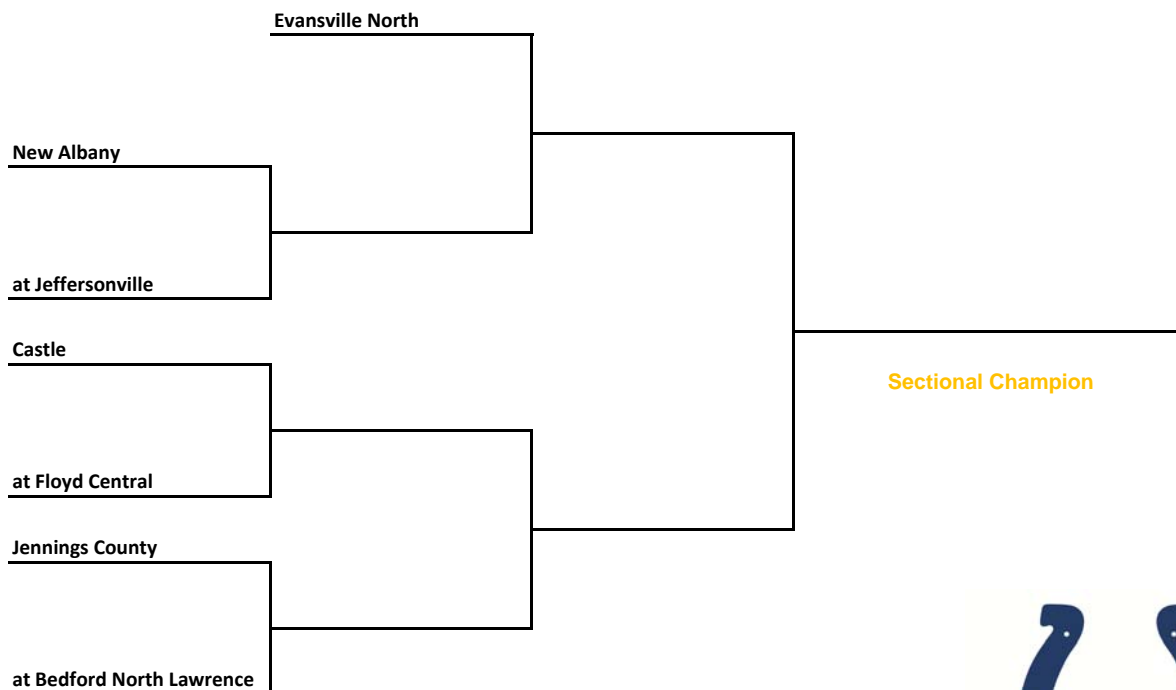 Evansville North
New Albany
at Jeffersonville
Castle
Sectional Champion
at Floyd Central
Jennings County
at Bedford North Lawrence